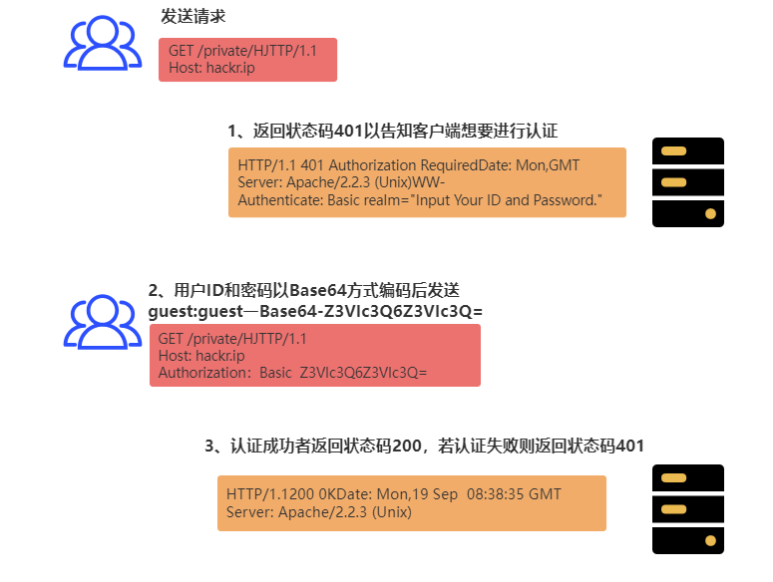 发送请求
GET /private/HJTTP/1.1
Host: hackr.ip
1、返回状态码401以告知客户端想要进行认证
HTTP/1.1 401 Authorization RequiredDate: Mon,GMT
Server: Apache/2.2.3 (Unix)WW-
Authenticate: Basic realm="Input Your ID and Password."
2、用户ID和密码以Base64方式编码后发送
guest:guest—Base64-Z3VIc3Q6Z3VIc3Q=
GET /private/HJTTP/1.1
Host: hackr.ip
Authorization：Basic Z3VIc3Q6Z3VIc3Q=
3、认证成功者返回状态码200，若认证失败则返回状态码401
HTTP/1.1200 0KDate: Mon,19 Sep 08:38:35 GMT
Server: Apache/2.2.3 (Unix)